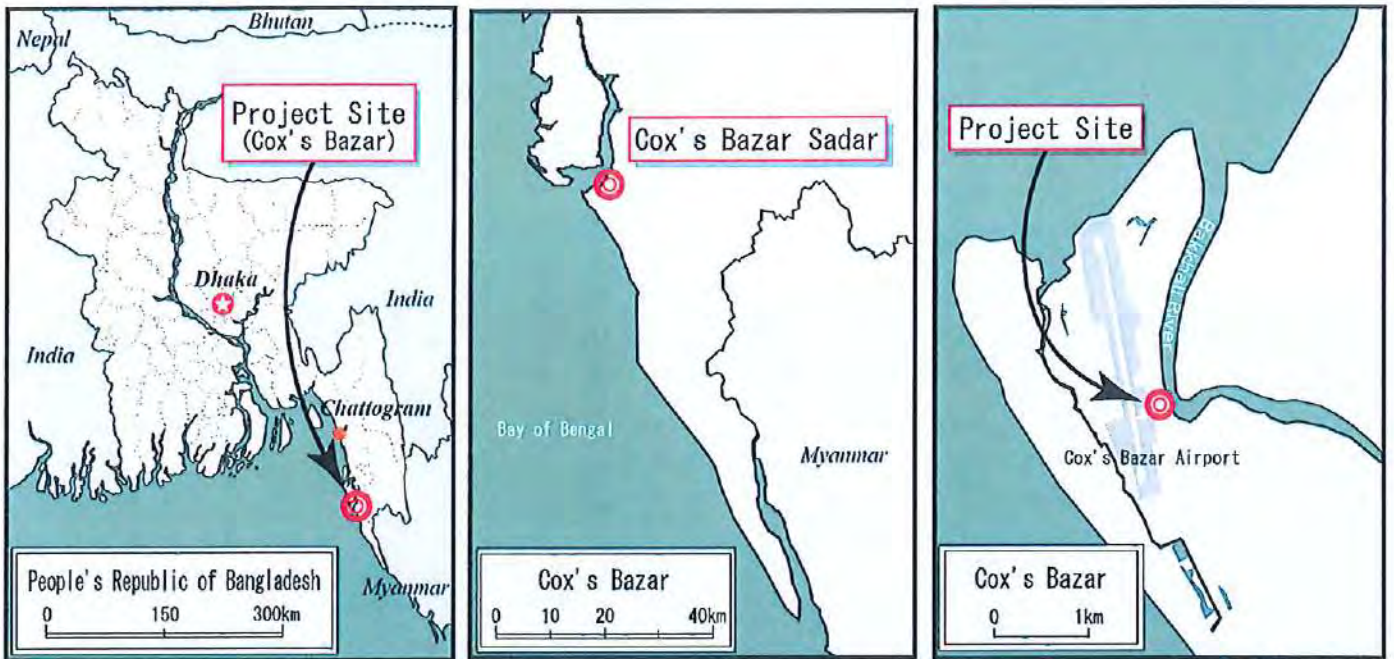 Nepal
Bhutan
Project Site
(Cox's Bazar)
Dhaka
India
India
Chattogram
Myanmar
People's Republic of Bangladesh
0 150 300km
Cox's Bazar Sadar
Bay of Bengal
Myanmar
Cox's Bazar
0 10 20 40km
Project Site
Bakkhali River
Cox's Bazar Airport
Cox's Bazar
0 1km